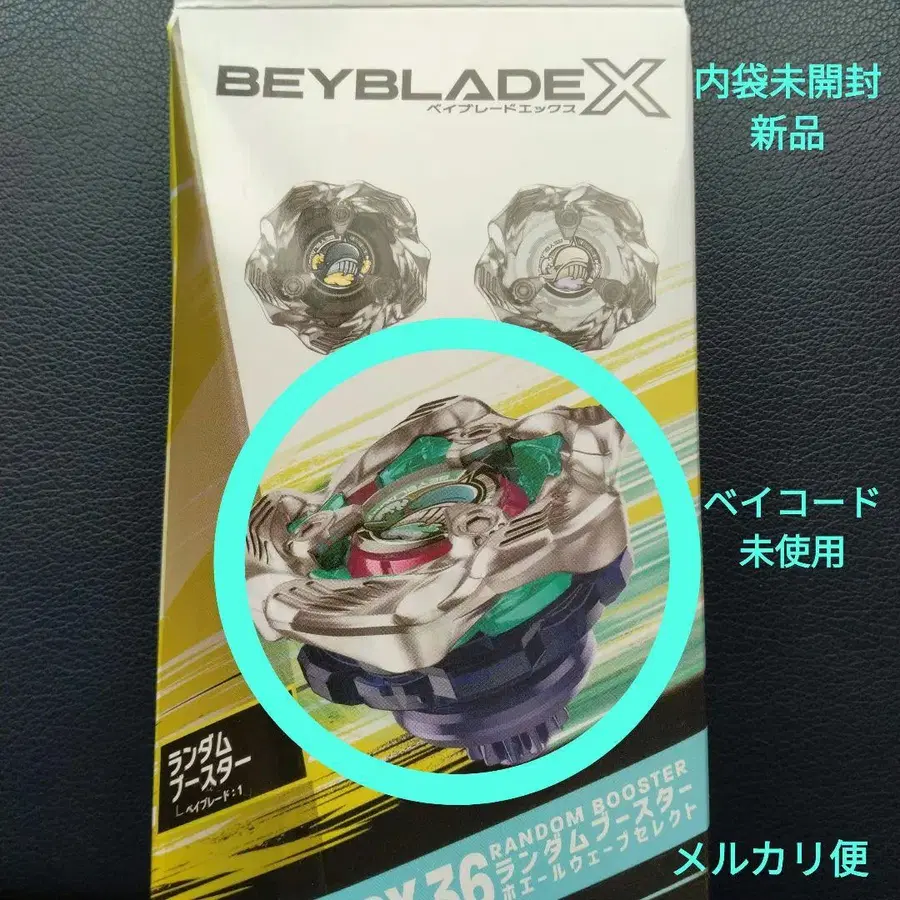 BEYBLADE X
ベイブレードエックス
内袋未開封
新品
ベイコード
未使用
ランダム
ブースター
ベイブレード:1
36
RANDOM BOOSTER
ランダムブースター
ホエールウェーブセレクト
メルカリ便